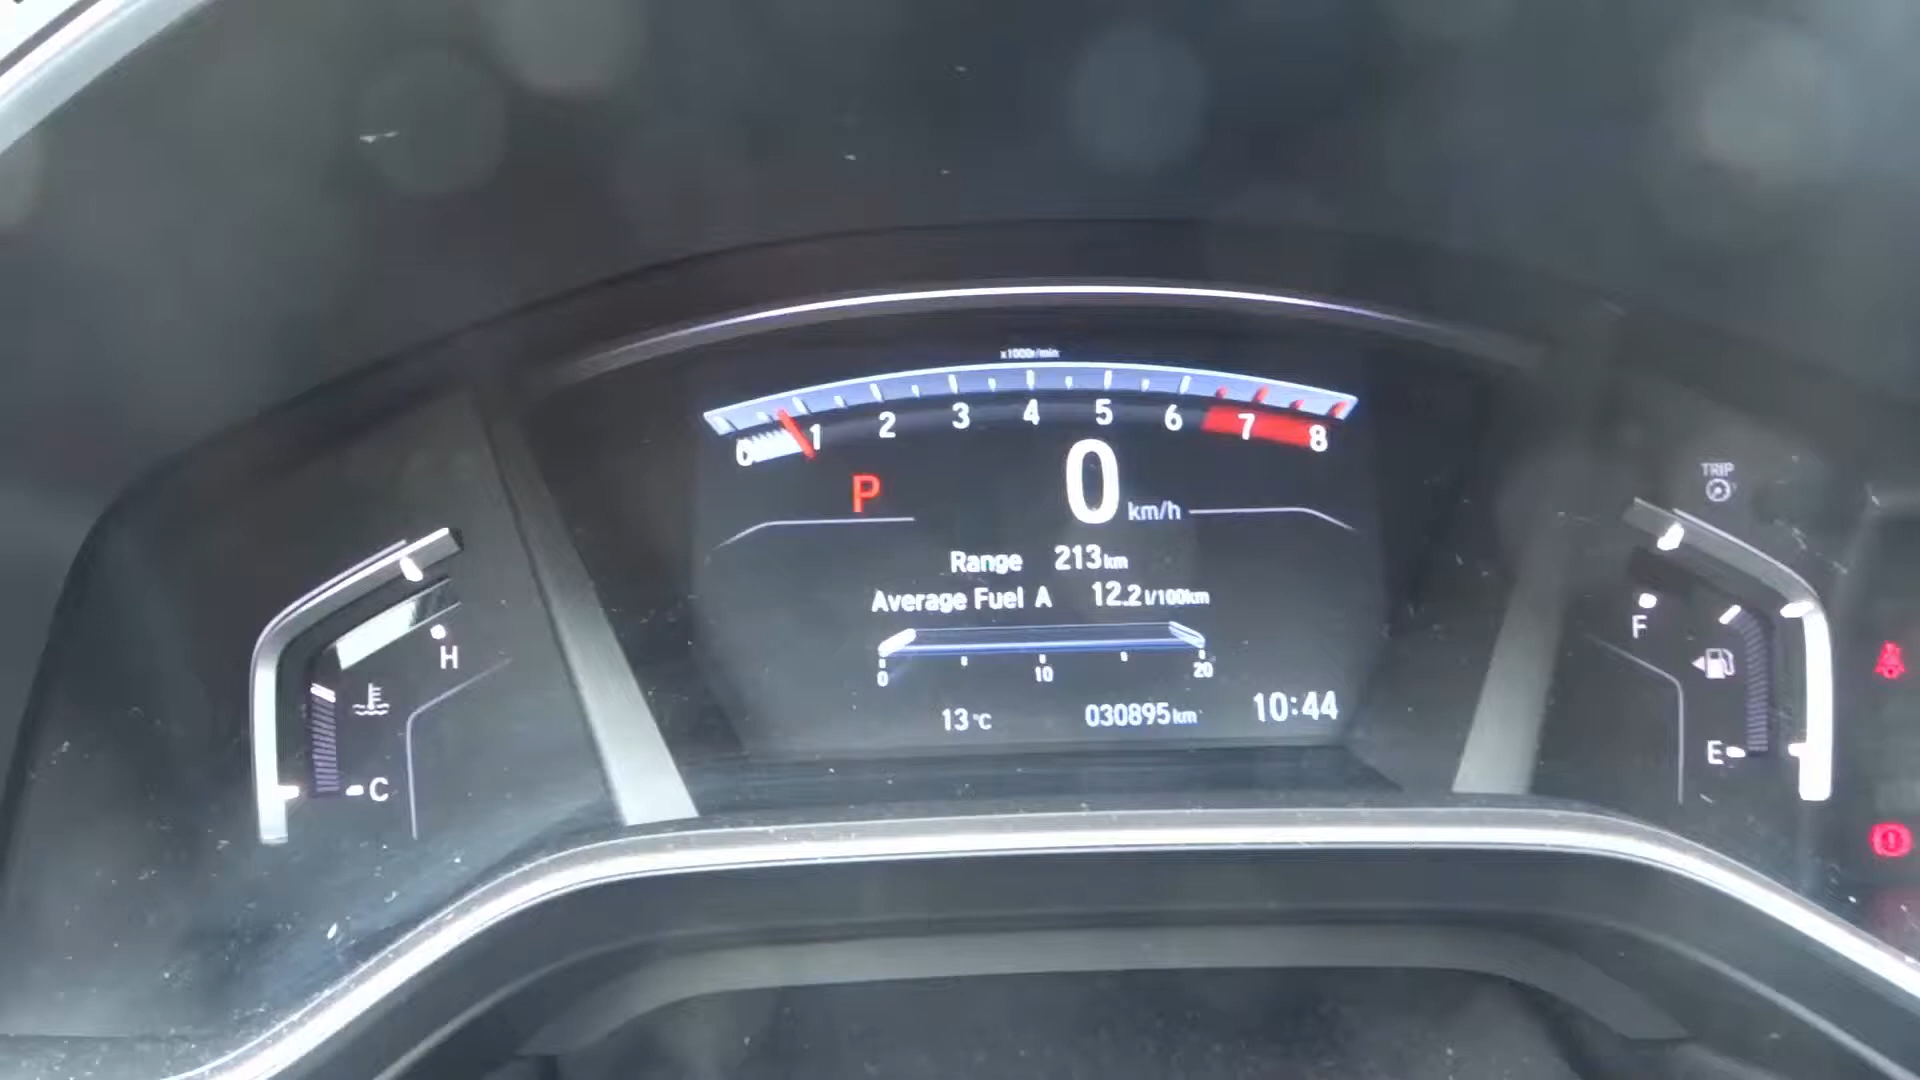 x1000r/min
0 1 2 3 4 5 6 7 8
P
0 km/h
TRIP
Range 213km
Average Fuel A 12.2 l/100km
0 10 20
13°C 030895km 10:44
H
C
F
E